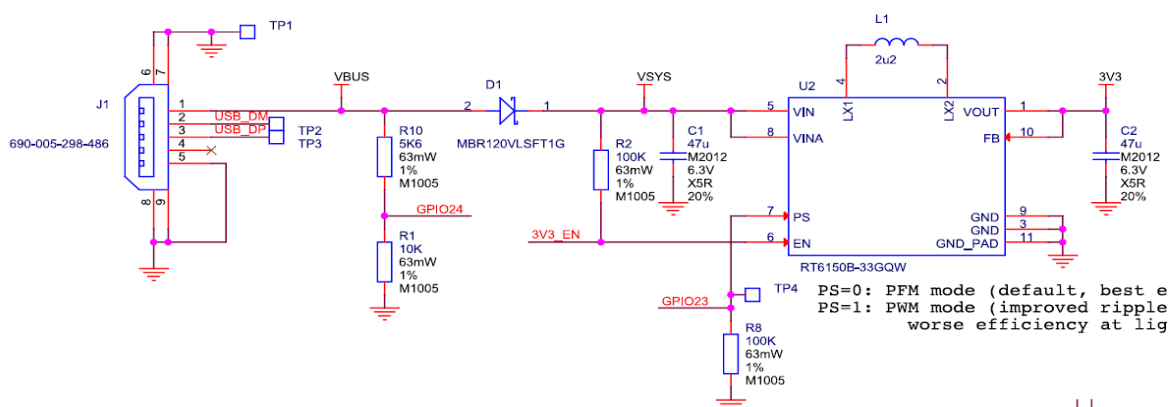 TP1
L1
2u2
6
7
VBUS
D1
VSYS
4
2
U2
3V3
J1
LX1
LX2
1
2
1
5
VIN
VOUT
1
2
USB_DM
3
USB_DP
TP2
TP3
4
5
690-005-298-486
R10
5K6
63mW
1%
M1005
MBR120VLSFT1G
R2
100K
63mW
1%
M1005
C1
47u
M2012
6.3V
X5R
20%
8
VINA
FB
10
C2
47u
M2012
6.3V
X5R
20%
8
9
GPIO24
7
PS
GND
9
GND
3
GND_PAD
11
3V3_EN
6
EN
R1
10K
63mW
1%
M1005
RT6150B-33GQW
TP4
GPIO23
PS=0: PFM mode (default, best e
PS=1: PWM mode (improved ripple
worse efficiency at lig
R8
100K
63mW
1%
M1005